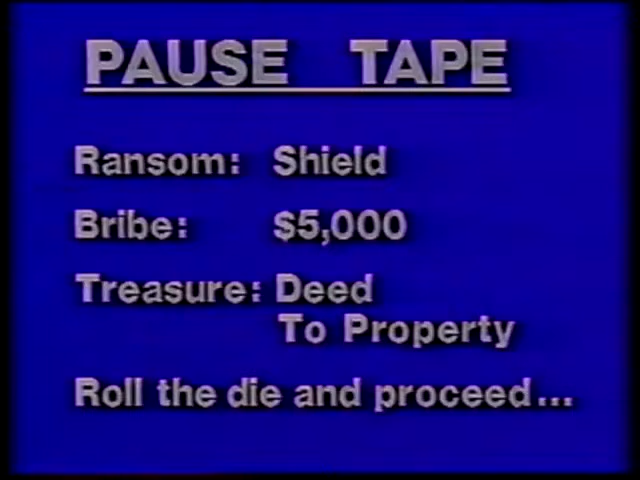 PAUSE TAPE
Ransom: Shield
Bribe: $5,000
Treasure: Deed
To Property
Roll the die and proceed...